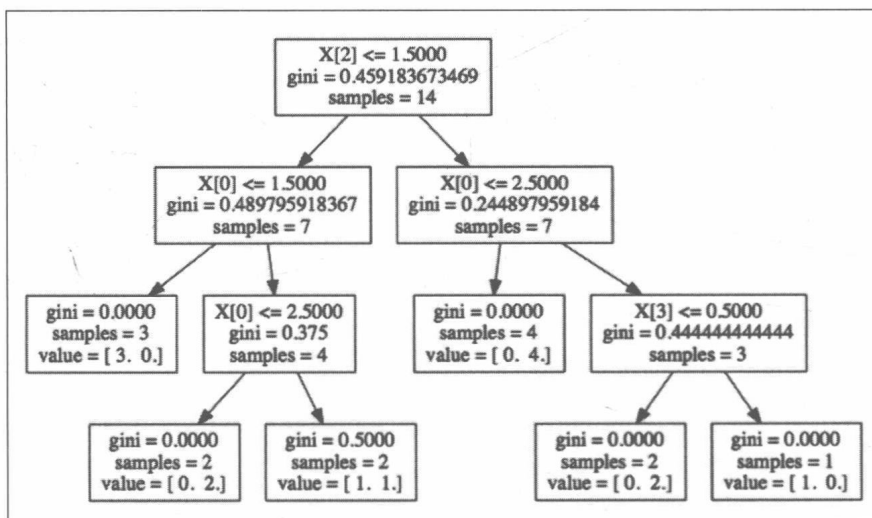 X[2] <= 1.5000
gini = 0.459183673469
samples = 14
X[0] <= 1.5000
gini = 0.489795918367
samples = 7
X[0] <= 2.5000
gini = 0.244897959184
samples = 7
gini = 0.0000
samples = 3
value = [ 3. 0.]
X[0] <= 2.5000
gini = 0.375
samples = 4
gini = 0.0000
samples = 4
value = [ 0. 4.]
X[3] <= 0.5000
gini = 0.444444444444
samples = 3
gini = 0.0000
samples = 2
value = [ 0. 2.]
gini = 0.5000
samples = 2
value = [ 1. 1.]
gini = 0.0000
samples = 2
value = [ 0. 2.]
gini = 0.0000
samples = 1
value = [ 1. 0.]